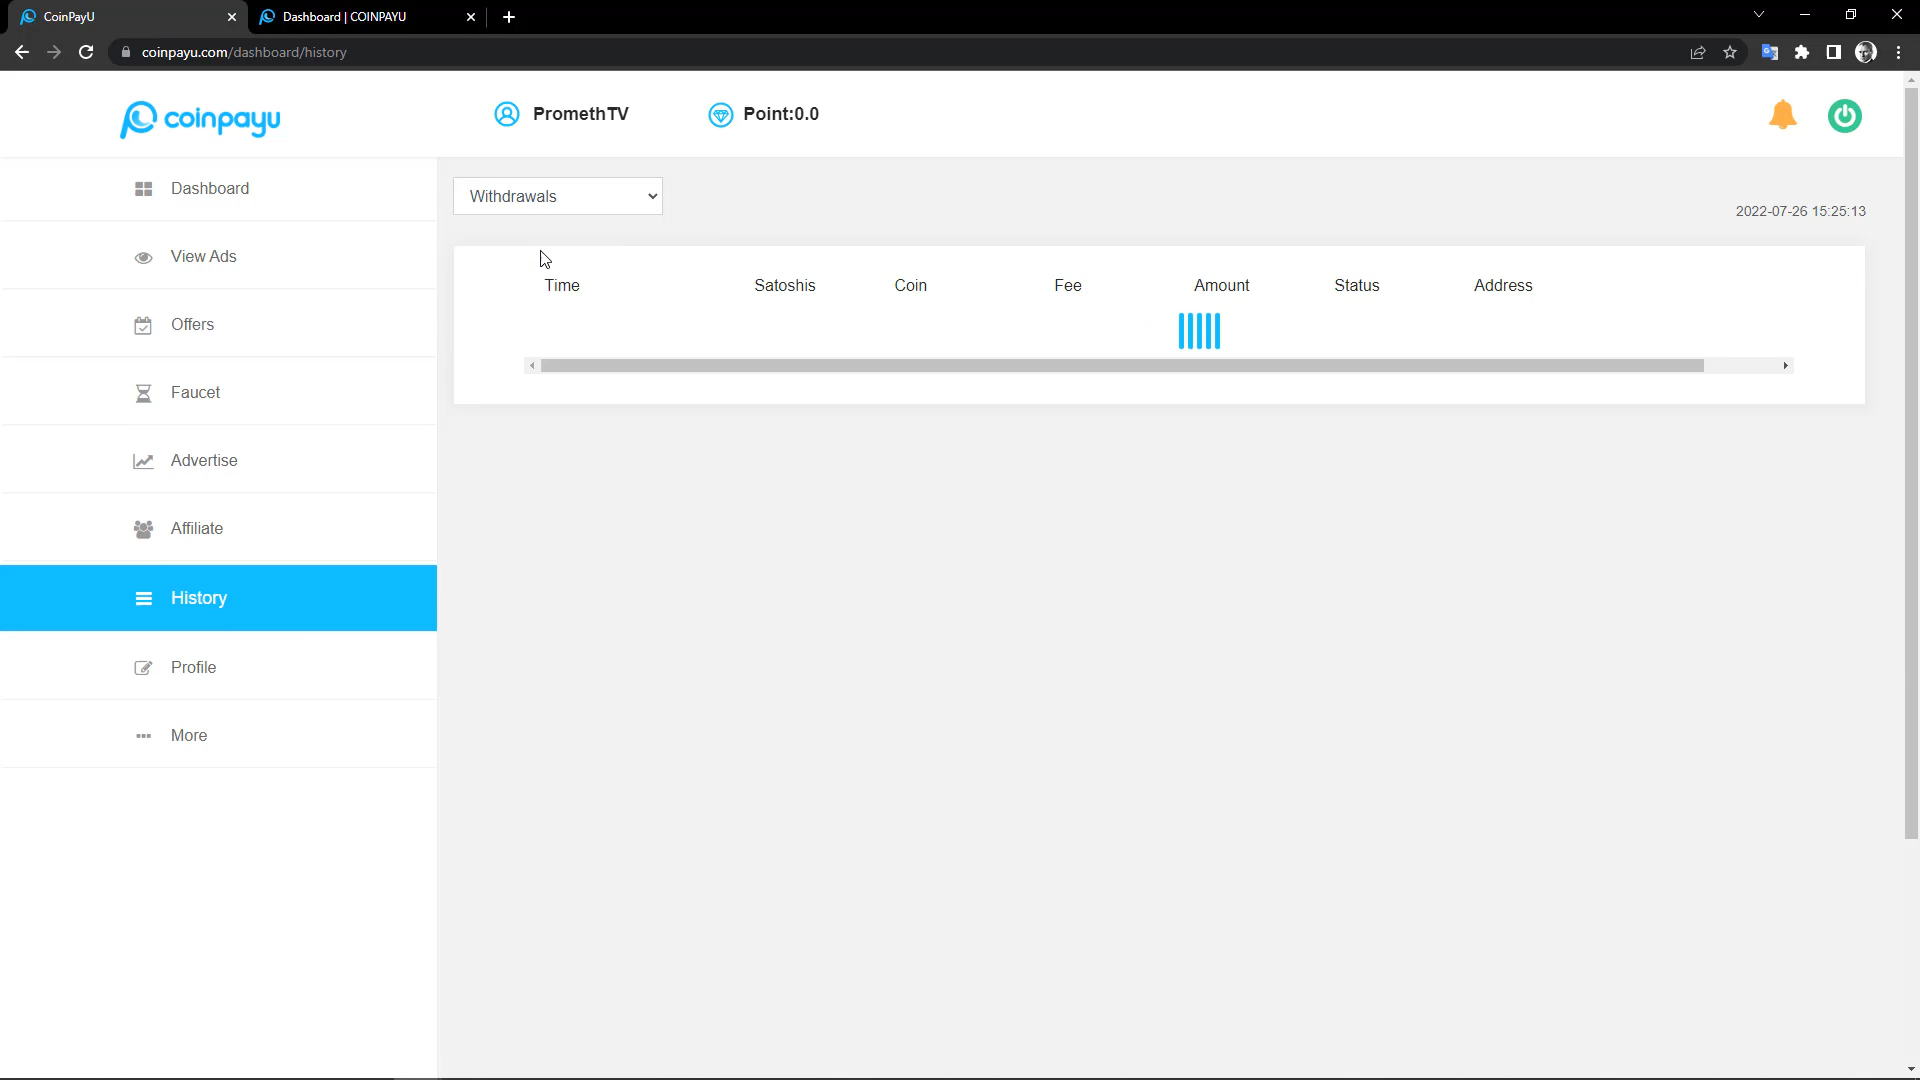 CoinPayU
Dashboard | COINPAYU
coinpayu.com/dashboard/history
coinpayu
PromethTV
Point:0.0
Dashboard
View Ads
Offers
Faucet
Advertise
Affiliate
History
Profile
More
Withdrawals
2022-07-26 15:25:13
Time Satoshis Coin Fee Amount Status Address